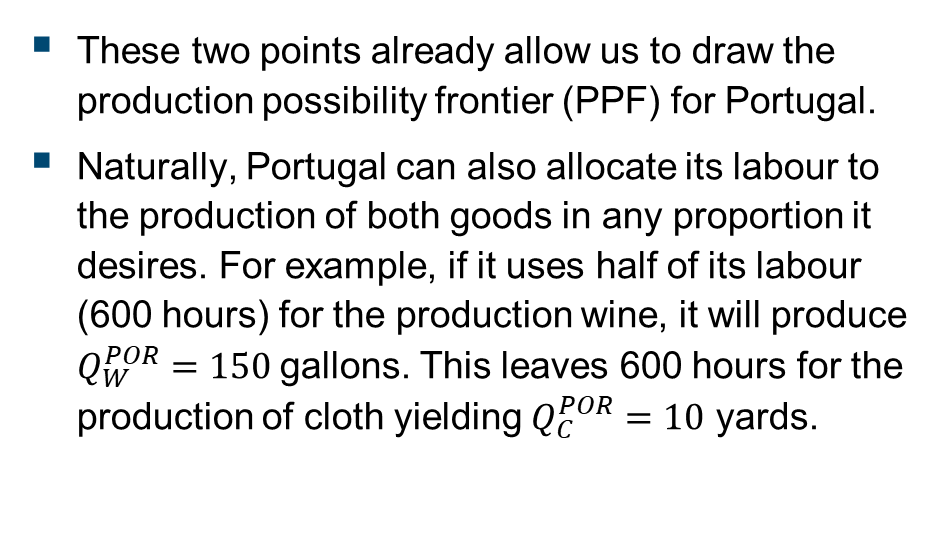 ▪ These two points already allow us to draw the
production possibility frontier (PPF) for Portugal.
▪ Naturally, Portugal can also allocate its labour to
the production of both goods in any proportion it
desires. For example, if it uses half of its labour
(600 hours) for the production wine, it will produce
$Q_W^{POR} = 150$ gallons. This leaves 600 hours for the
production of cloth yielding $Q_C^{POR} = 10$ yards.